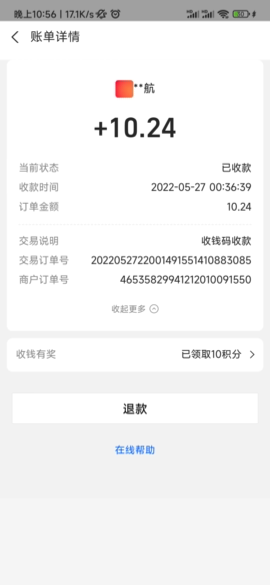 晚上10:56 | 17.1K/s
账单详情
**航
+10.24
当前状态 已收款
收款时间 2022-05-27 00:36:39
订单金额 10.24
交易说明 收钱码收款
交易订单号 2022052722001491551410883085
商户订单号 46535829941212010091550
收起更多
收钱有奖 已领取10积分
退款
在线帮助